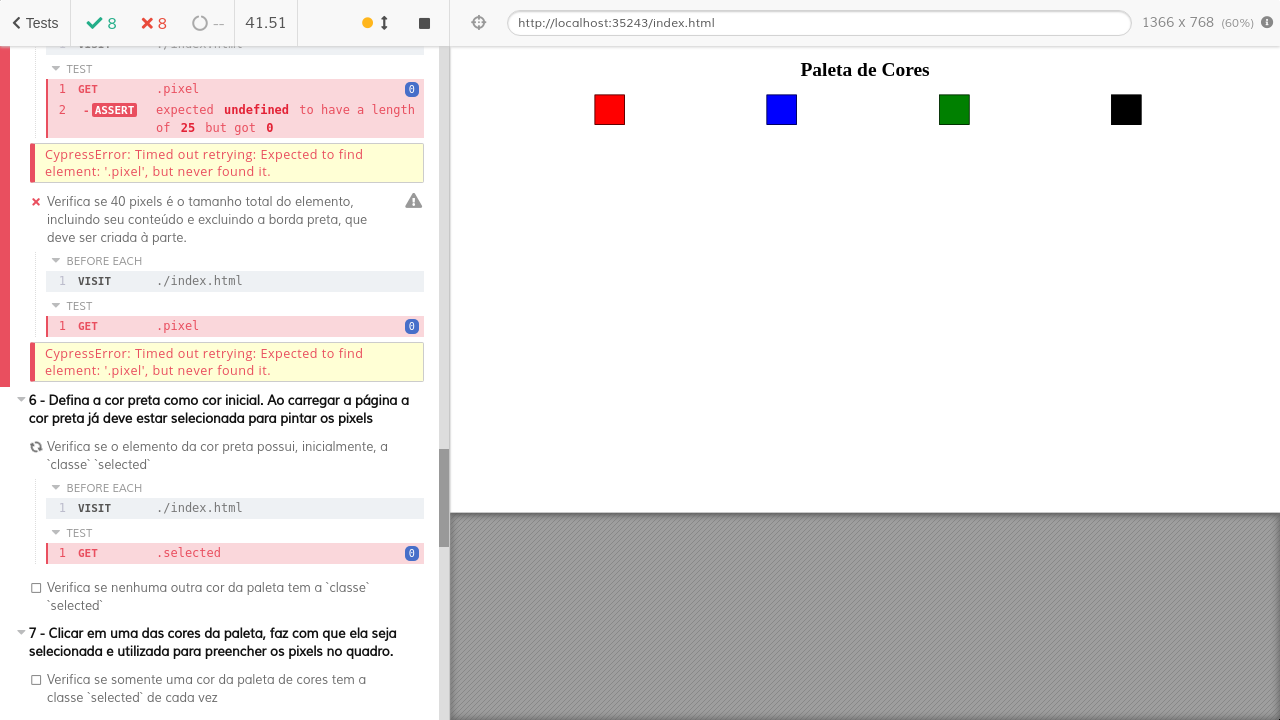 Tests 8 8 -- 41.51
http://localhost:35243/index.html 1366 x 768 (60%)
TEST
1 GET .pixel 0
2 -ASSERT expected undefined to have a length
of 25 but got 0
CypressError: Timed out retrying: Expected to find
element: '.pixel', but never found it.
Verifica se 40 pixels é o tamanho total do elemento,
incluindo seu conteúdo e excluindo a borda preta, que
deve ser criada à parte.
BEFORE EACH
1 VISIT ./index.html
TEST
1 GET .pixel 0
CypressError: Timed out retrying: Expected to find
element: '.pixel', but never found it.
6 - Defina a cor preta como cor inicial. Ao carregar a página a
cor preta já deve estar selecionada para pintar os pixels
Verifica se o elemento da cor preta possui, inicialmente, a
`classe` `selected`
BEFORE EACH
1 VISIT ./index.html
TEST
1 GET .selected 0
Verifica se nenhuma outra cor da paleta tem a `classe`
`selected`
7 - Clicar em uma das cores da paleta, faz com que ela seja
selecionada e utilizada para preencher os pixels no quadro.
Verifica se somente uma cor da paleta de cores tem a
classe `selected` de cada vez
Paleta de Cores